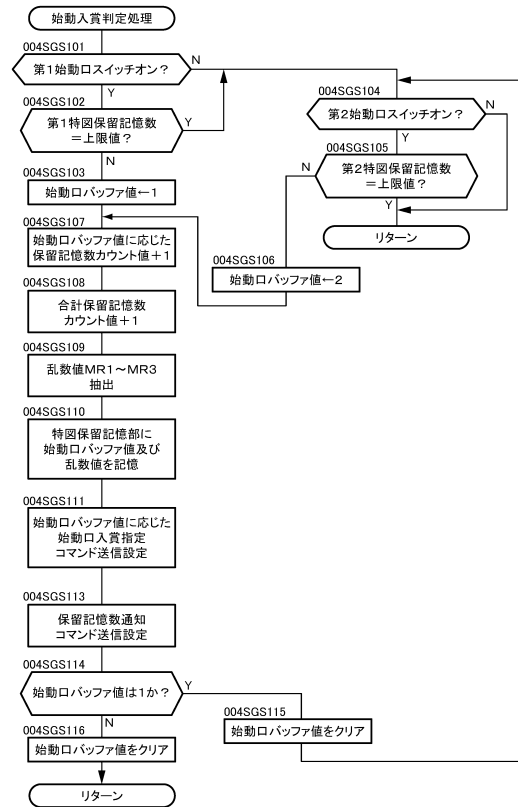 始動入賞判定処理
004SGS101
第1始動口スイッチオン?
N
Y
004SGS102
第1特図保留記憶数
=上限値?
Y
N
004SGS103
始動口バッファ値←1
004SGS104
第2始動口スイッチオン?
N
Y
004SGS105
第2特図保留記憶数
=上限値?
N
Y
リターン
004SGS106
始動口バッファ値←2
004SGS107
始動口バッファ値に応じた
保留記憶数カウント値+1
004SGS108
合計保留記憶数
カウント値+1
004SGS109
乱数値MR1~MR3
抽出
004SGS110
特図保留記憶部に
始動口バッファ値及び
乱数値を記憶
004SGS111
始動口バッファ値に応じた
始動口入賞指定
コマンド送信設定
004SGS113
保留記憶数通知
コマンド送信設定
004SGS114
始動口バッファ値は1か?
Y
N
004SGS115
始動口バッファ値をクリア
004SGS116
始動口バッファ値をクリア
リターン